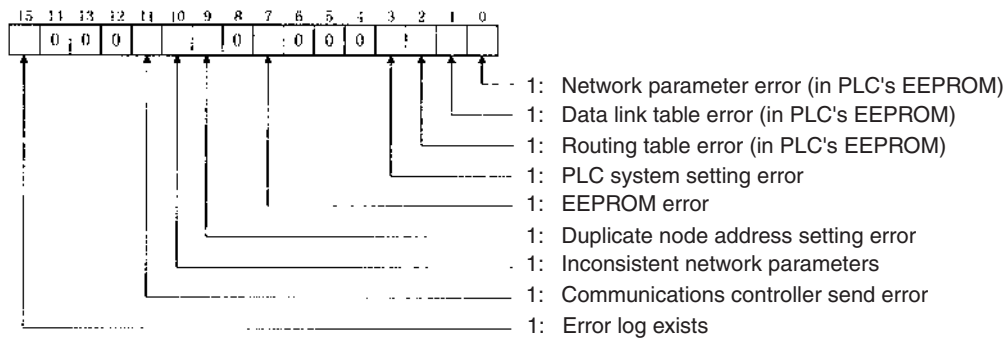 15 14 13 12 11 10 9 8 7 6 5 4 3 2 1 0
0 0 0 0 0 0 0
1: Network parameter error (in PLC's EEPROM)
1: Data link table error (in PLC's EEPROM)
1: Routing table error (in PLC's EEPROM)
1: PLC system setting error
1: EEPROM error
1: Duplicate node address setting error
1: Inconsistent network parameters
1: Communications controller send error
1: Error log exists